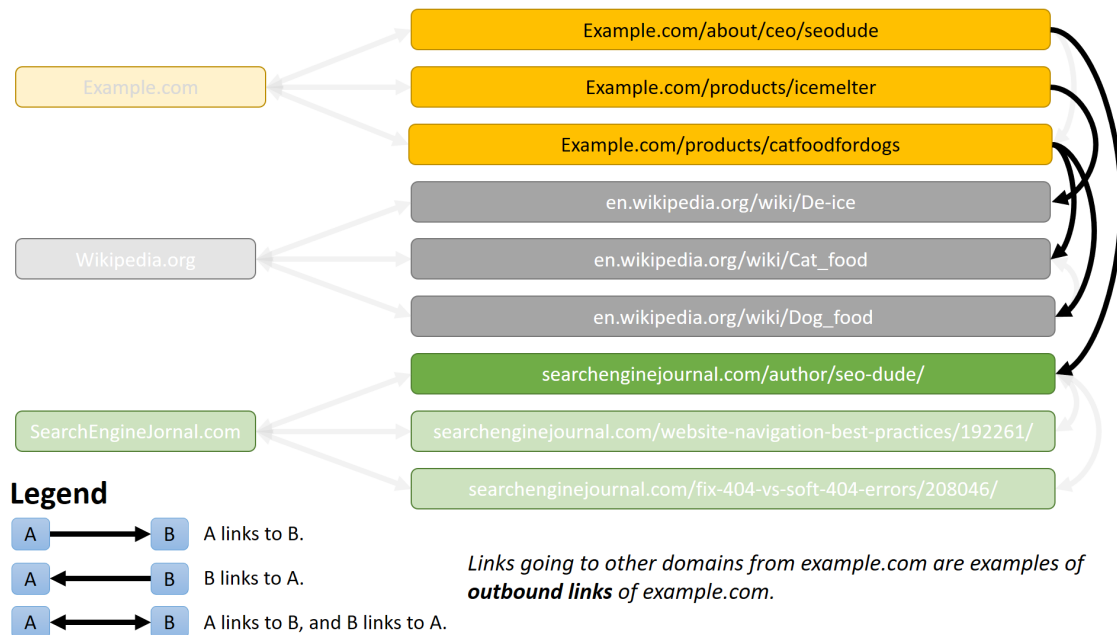 Example.com/about/ceo/seodude
Example.com
Example.com/products/icemelter
Example.com/products/catfoodfordogs
en.wikipedia.org/wiki/De-ice
Wikipedia.org
en.wikipedia.org/wiki/Cat_food
en.wikipedia.org/wiki/Dog_food
searchenginejournal.com/author/seo-dude/
SearchEngineJornal.com
searchenginejournal.com/website-navigation-best-practices/192261/
searchenginejournal.com/fix-404-vs-soft-404-errors/208046/
Legend
A B A links to B.
A B B links to A.
A B A links to B, and B links to A.
Links going to other domains from example.com are examples of
outbound links of example.com.